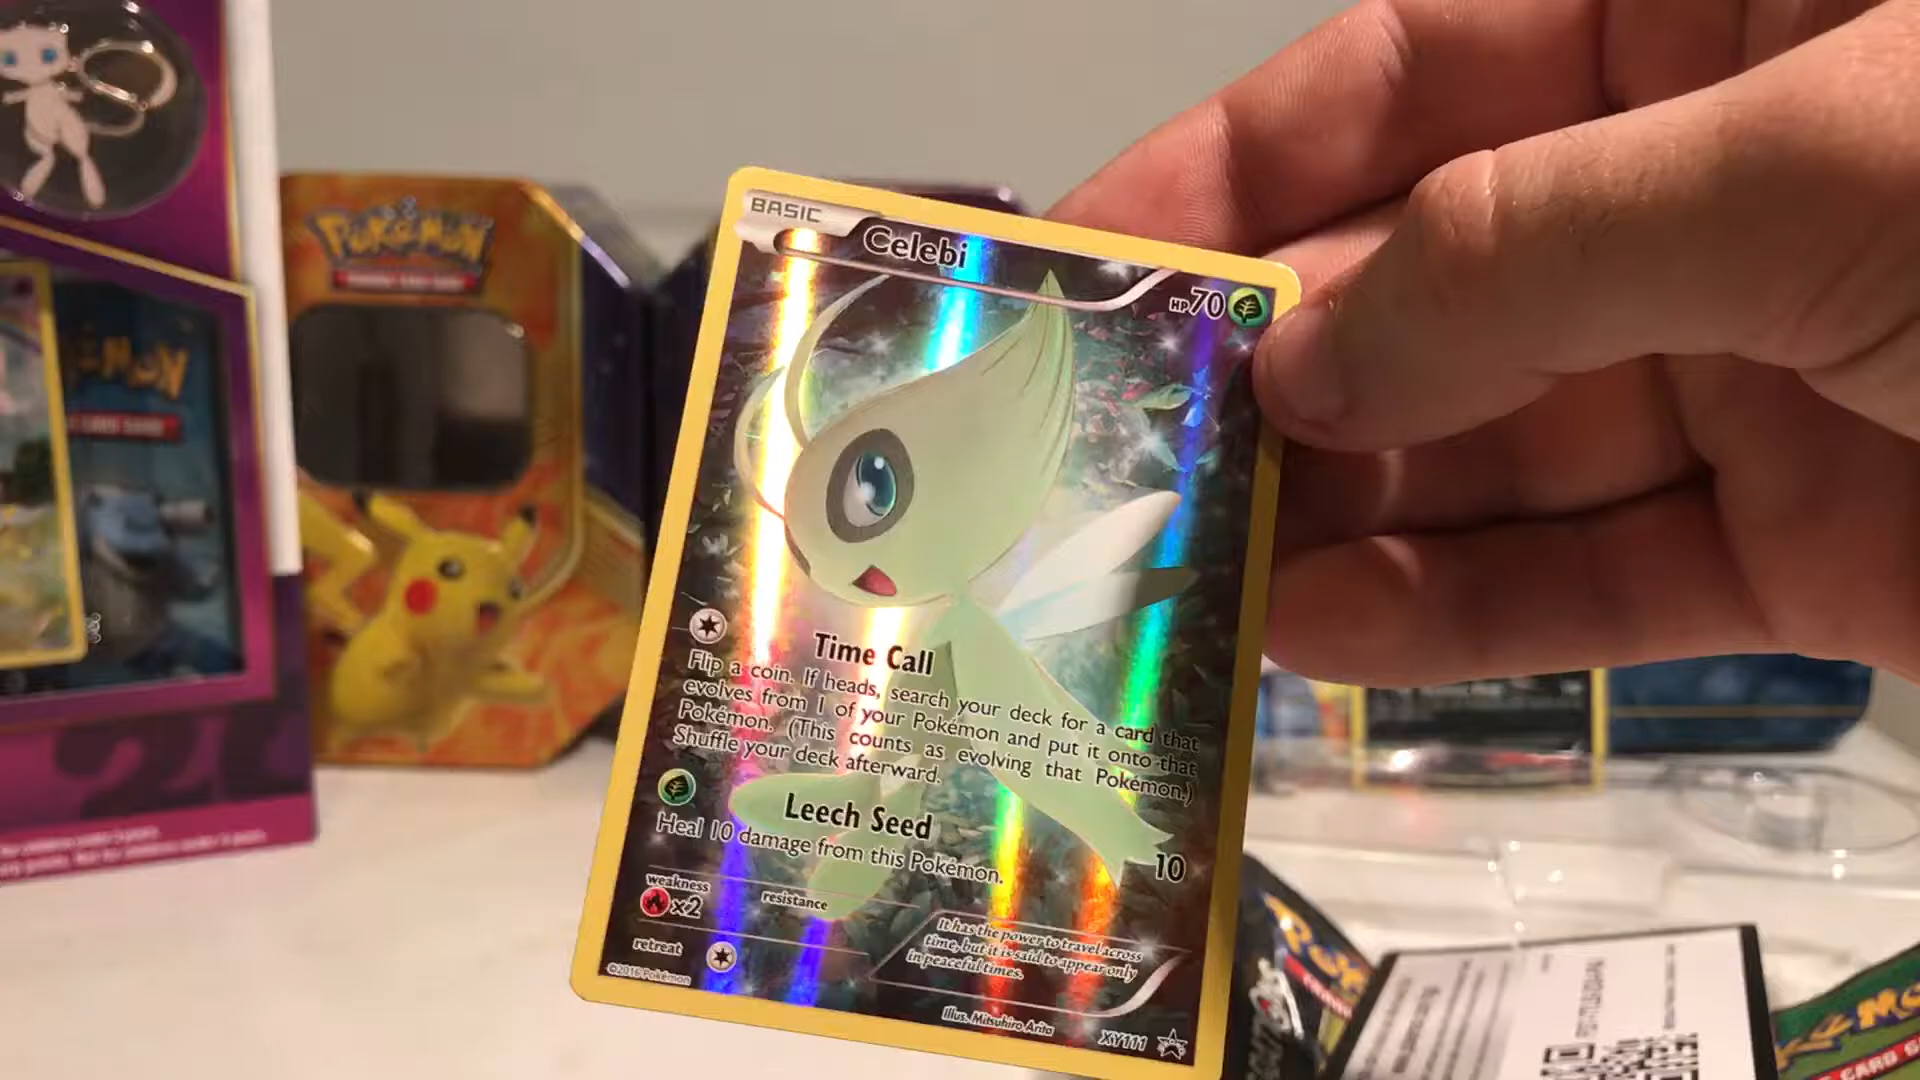 BASIC
Celebi
HP70
Time Call
Flip a coin. If heads, search your deck for a card that
evolves from 1 of your Pokémon and put it onto that
Pokémon. (This counts as evolving that Pokémon.)
Shuffle your deck afterward.
Leech Seed
10
Heal 10 damage from this Pokémon.
weakness
x2
resistance
retreat
It has the power to travel across
time, but it is said to appear only
in peaceful times.
©2016 Pokémon
Illus. Mitsuhiro Arita
XY111
POKéMON